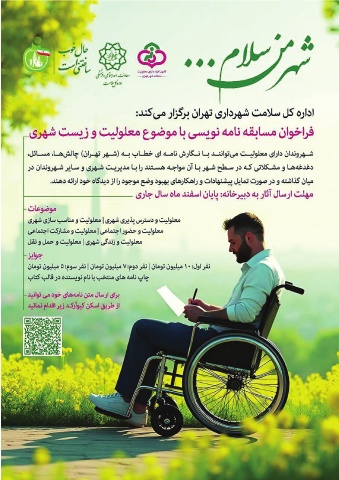 حال خوب
ساختنی است
شهر من سلام ...
اداره کل سلامت شهرداری تهران برگزار می‌کند:
فراخوان مسابقه نامه نویسی با موضوع معلولیت و زیست شهری
شهروندان دارای معلولیت می‌توانند با نگارش نامه ای خطاب به (شهر تهران) چالش‌ها، مسائل،
دغدغه‌ها و مشکلاتی که در سطح شهر با آن مواجه هستند را با مدیریت شهری و سایر شهروندان در
میان گذاشته و در صورت تمایل پیشنهادات و راهکارهای بهبود وضع موجود را از دیدگاه خود ارائه دهند.
مهلت ارسال آثار به دبیرخانه: پایان اسفند ماه سال جاری
موضوعات
معلولیت و دسترس پذیری شهری | معلولیت و مناسب سازی شهری
معلولیت و حضور اجتماعی | معلولیت و مشارکت اجتماعی
معلولیت و زندگی شهری | معلولیت و حمل و نقل
جوایز
نفر اول: ۱۰ میلیون تومان | نفر دوم: ۷ میلیون تومان | نفر سوم: ۵ میلیون تومان
چاپ نامه های منتخب با نام نویسنده در قالب کتاب
برای ارسال متن نامه‌های خود می توانید
از طریق اسکن کیوآرکد زیر اقدام نمائید